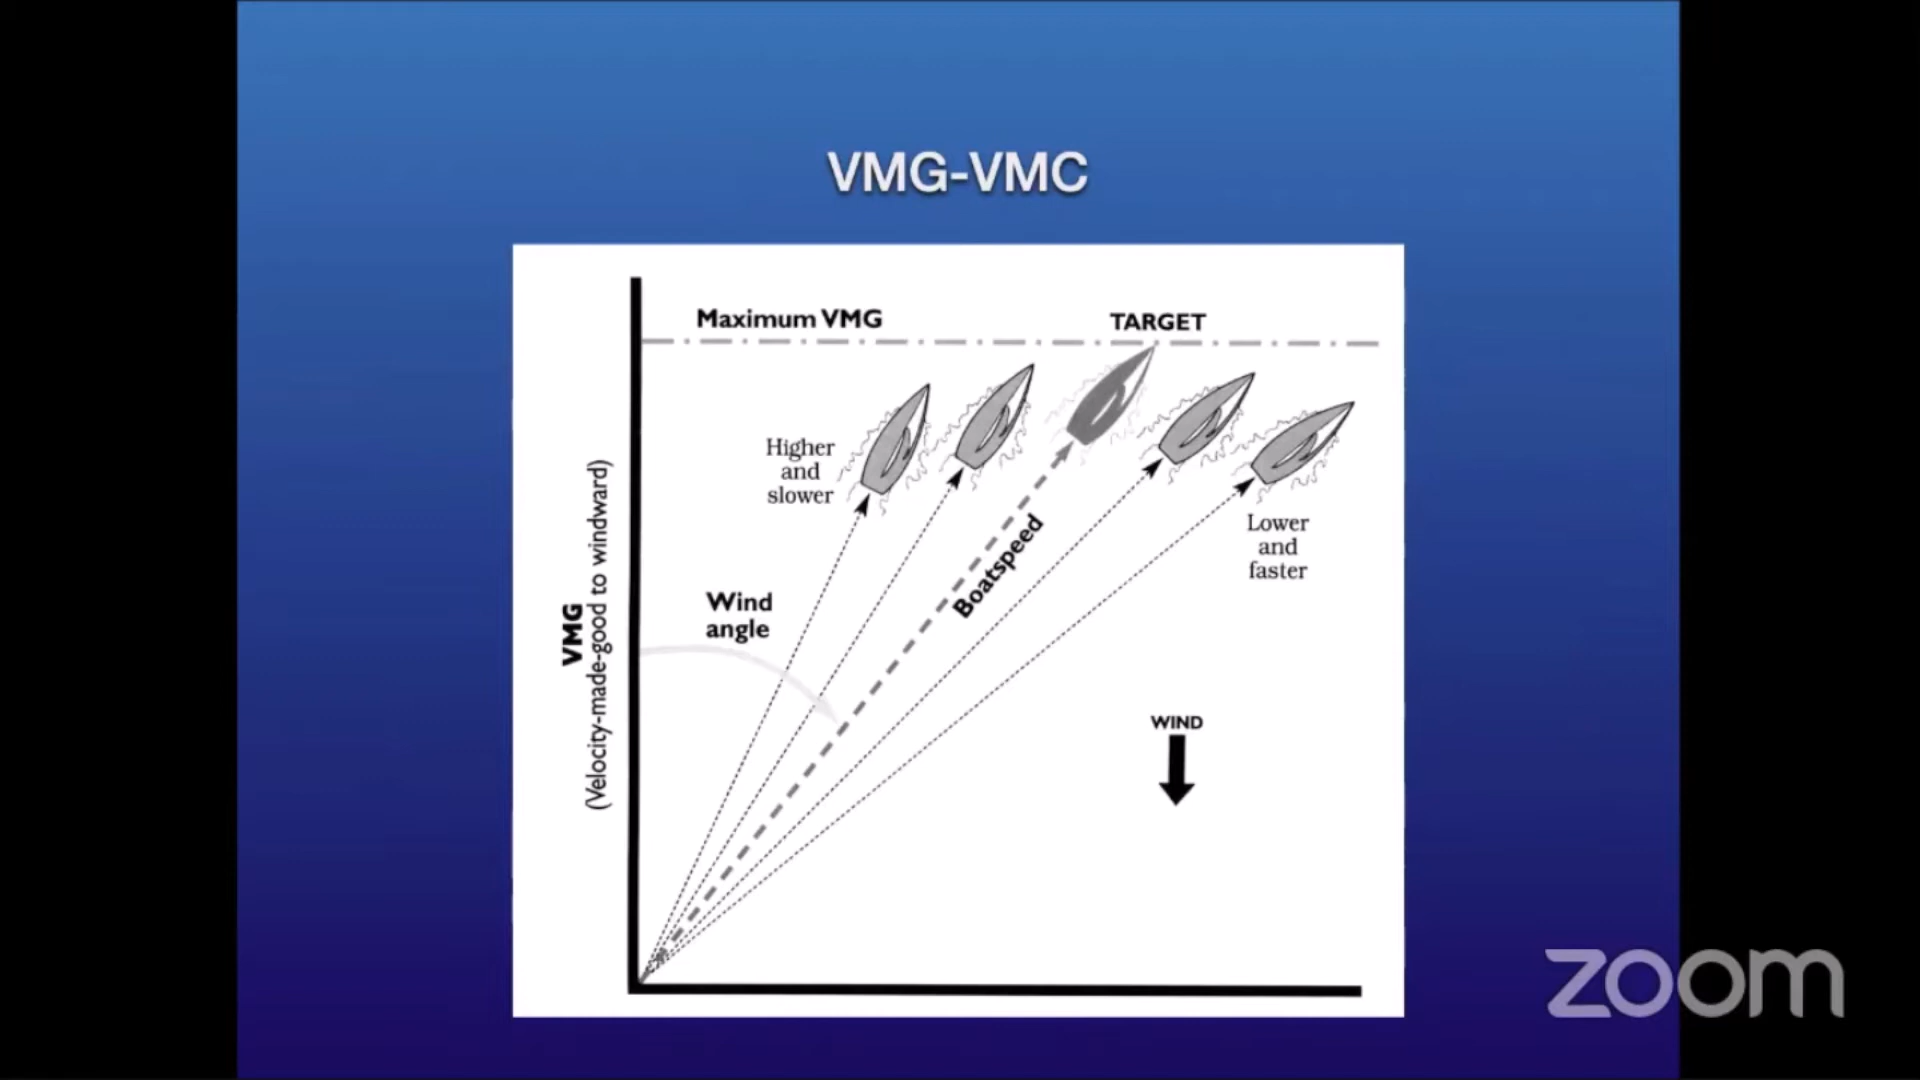 VMG-VMC
Maximum VMG
TARGET
Higher
and
slower
Lower
and
faster
Boatspeed
Wind
angle
VMG
(Velocity-made-good to windward)
WIND
zoom